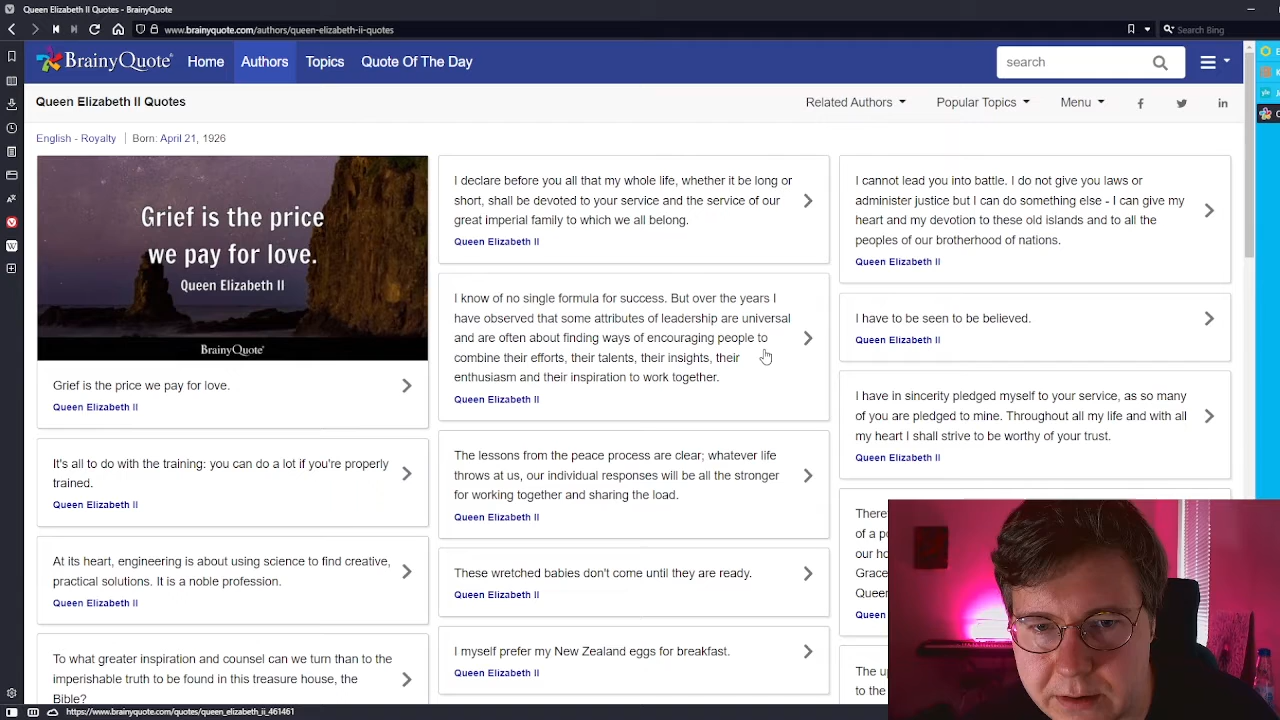 Queen Elizabeth II Quotes - BrainyQuote
www.brainyquote.com/authors/queen-elizabeth-ii-quotes
Search Bing
BrainyQuote®
Home
Authors
Topics
Quote Of The Day
search
Queen Elizabeth II Quotes
Related Authors
Popular Topics
Menu
English - Royalty
Born: April 21, 1926
Grief is the price
we pay for love.
Queen Elizabeth II
BrainyQuote®
Grief is the price we pay for love.
Queen Elizabeth II
It's all to do with the training: you can do a lot if you're properly
trained.
Queen Elizabeth II
At its heart, engineering is about using science to find creative,
practical solutions. It is a noble profession.
Queen Elizabeth II
To what greater inspiration and counsel can we turn than to the
imperishable truth to be found in this treasure house, the
Bible?
I declare before you all that my whole life, whether it be long or
short, shall be devoted to your service and the service of our
great imperial family to which we all belong.
Queen Elizabeth II
I know of no single formula for success. But over the years I
have observed that some attributes of leadership are universal
and are often about finding ways of encouraging people to
combine their efforts, their talents, their insights, their
enthusiasm and their inspiration to work together.
Queen Elizabeth II
The lessons from the peace process are clear; whatever life
throws at us, our individual responses will be all the stronger
for working together and sharing the load.
Queen Elizabeth II
These wretched babies don't come until they are ready.
Queen Elizabeth II
I myself prefer my New Zealand eggs for breakfast.
Queen Elizabeth II
I cannot lead you into battle. I do not give you laws or
administer justice but I can do something else - I can give my
heart and my devotion to these old islands and to all the
peoples of our brotherhood of nations.
Queen Elizabeth II
I have to be seen to be believed.
Queen Elizabeth II
I have in sincerity pledged myself to your service, as so many
of you are pledged to mine. Throughout all my life and with all
my heart I shall strive to be worthy of your trust.
Queen Elizabeth II
There
of a p
our ho
Grace
Queen
Queen
The u
to the
https://www.brainyquote.com/quotes/queen_elizabeth_ii_461461